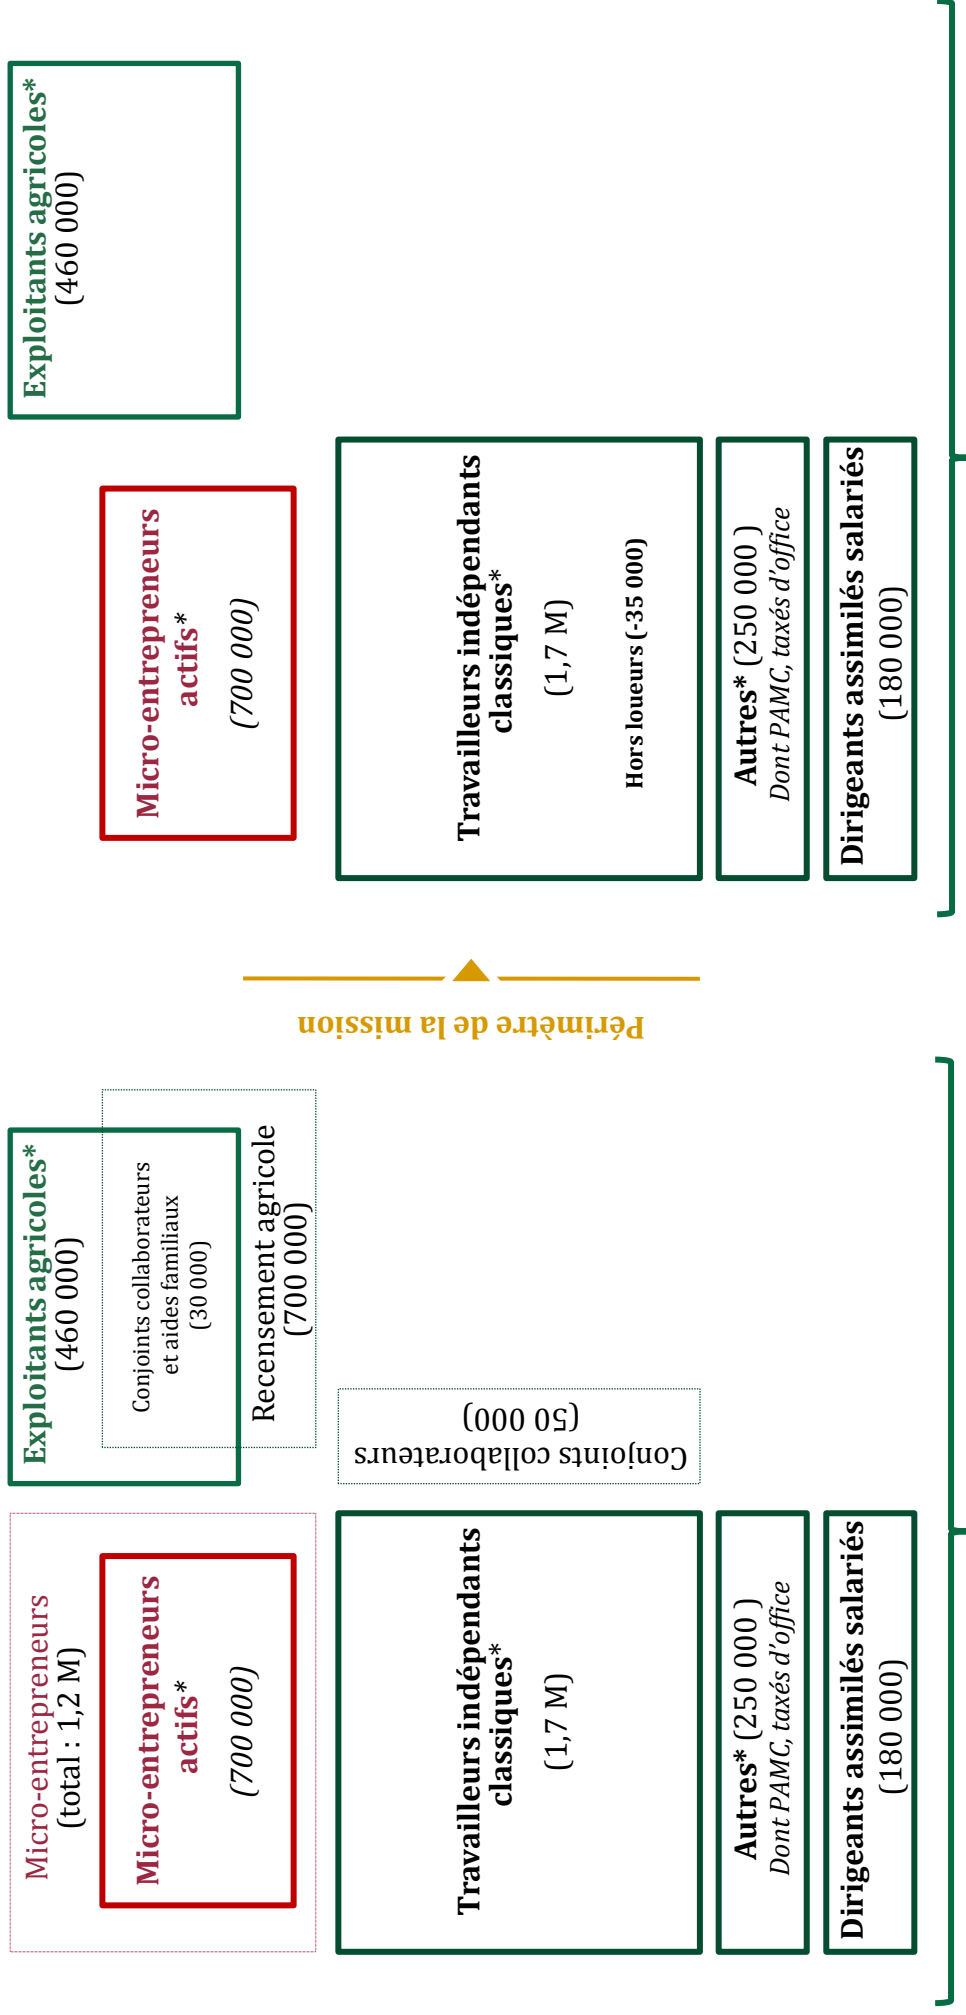 Micro-entrepreneurs
(total : 1,2 M)
Micro-entrepreneurs
actifs*
(700 000)
Exploitants agricoles*
(460 000)
Conjoints collaborateurs
et aides familiaux
(30 000)
Recensement agricole
(700 000)
Travailleurs indépendants
classiques*
(1,7 M)
Conjoints collaborateurs
(50 000)
Autres* (250 000 )
Dont PAMC, taxés d'office
Dirigeants assimilés salariés
(180 000)
Périmètre de la mission
Micro-entrepreneurs
actifs*
(700 000)
Exploitants agricoles*
(460 000)
Travailleurs indépendants
classiques*
(1,7 M)
Hors loueurs (-35 000)
Autres* (250 000 )
Dont PAMC, taxés d'office
Dirigeants assimilés salariés
(180 000)